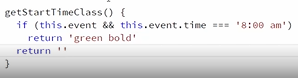 getStartTimeClass() {
if (this.event && this.event.time === '8:00 am')
return 'green bold'
return ''
}